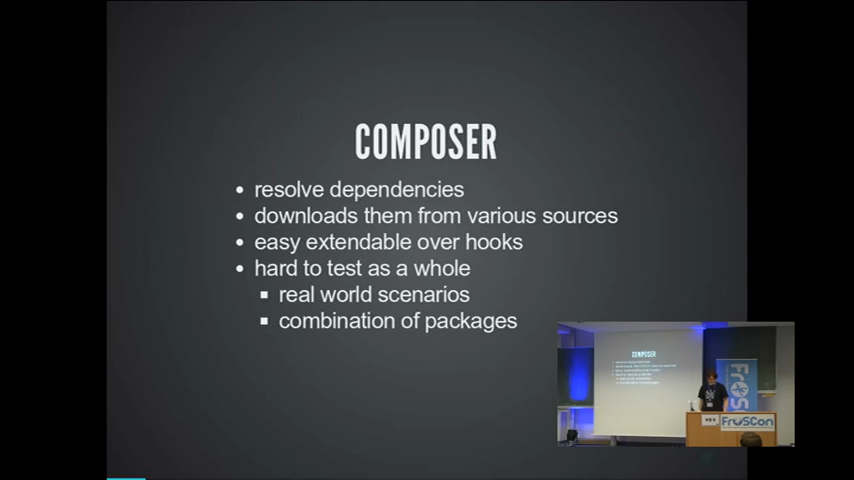 COMPOSER
resolve dependencies
downloads them from various sources
easy extendable over hooks
hard to test as a whole
real world scenarios
combination of packages
COMPOSER
FrOSCon